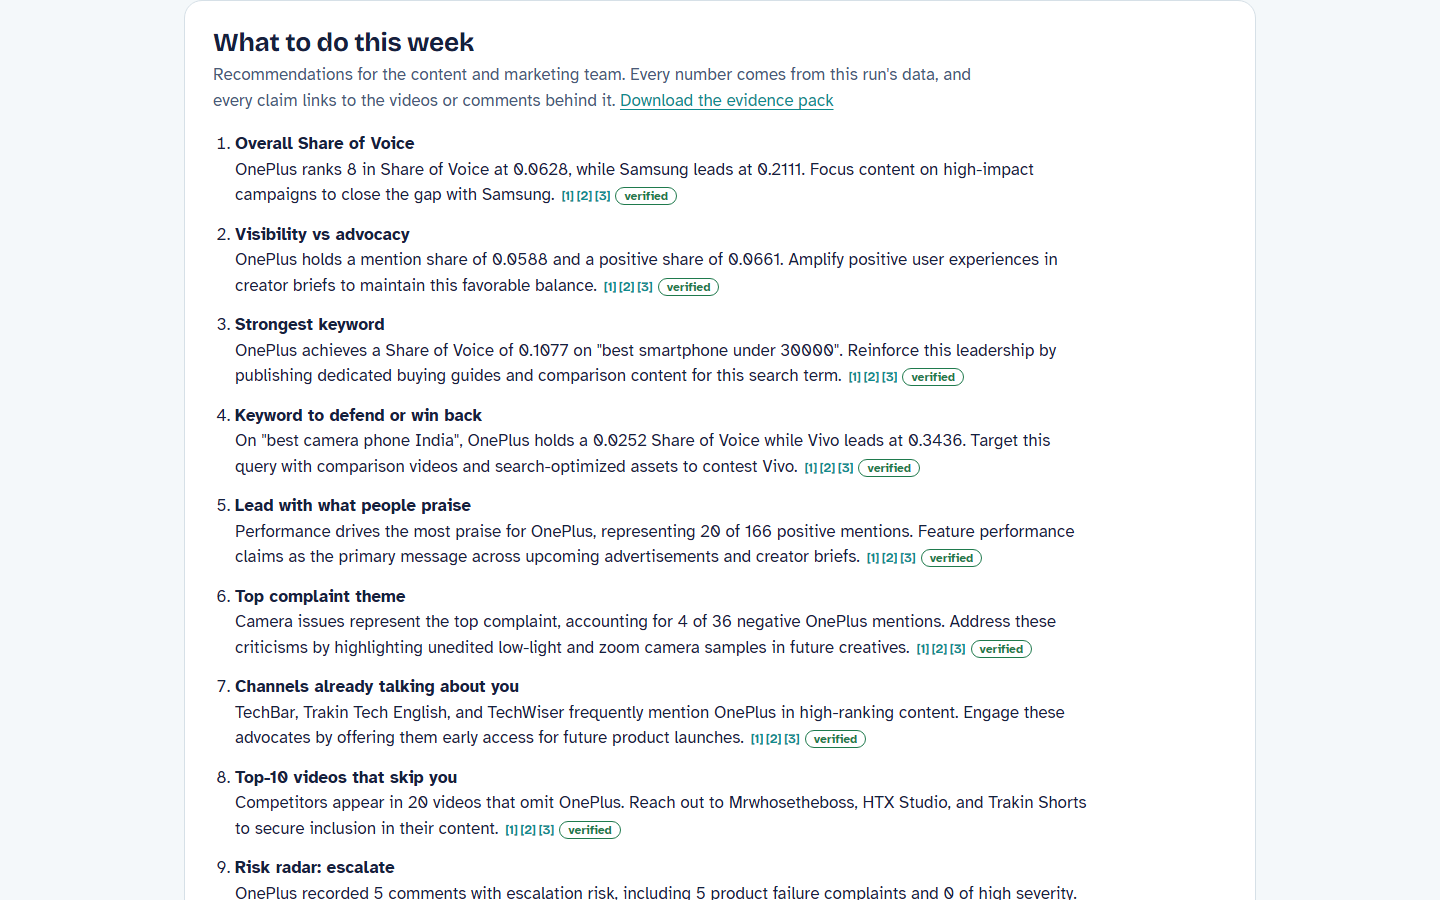 What to do this week
Recommendations for the content and marketing team. Every number comes from this run's data, and
every claim links to the videos or comments behind it. Download the evidence pack
1. Overall Share of Voice
OnePlus ranks 8 in Share of Voice at 0.0628, while Samsung leads at 0.2111. Focus content on high-impact
campaigns to close the gap with Samsung. [1] [2] [3] verified
2. Visibility vs advocacy
OnePlus holds a mention share of 0.0588 and a positive share of 0.0661. Amplify positive user experiences in
creator briefs to maintain this favorable balance. [1] [2] [3] verified
3. Strongest keyword
OnePlus achieves a Share of Voice of 0.1077 on "best smartphone under 30000". Reinforce this leadership by
publishing dedicated buying guides and comparison content for this search term. [1] [2] [3] verified
4. Keyword to defend or win back
On "best camera phone India", OnePlus holds a 0.0252 Share of Voice while Vivo leads at 0.3436. Target this
query with comparison videos and search-optimized assets to contest Vivo. [1] [2] [3] verified
5. Lead with what people praise
Performance drives the most praise for OnePlus, representing 20 of 166 positive mentions. Feature performance
claims as the primary message across upcoming advertisements and creator briefs. [1] [2] [3] verified
6. Top complaint theme
Camera issues represent the top complaint, accounting for 4 of 36 negative OnePlus mentions. Address these
criticisms by highlighting unedited low-light and zoom camera samples in future creatives. [1] [2] [3] verified
7. Channels already talking about you
TechBar, Trakin Tech English, and TechWiser frequently mention OnePlus in high-ranking content. Engage these
advocates by offering them early access for future product launches. [1] [2] [3] verified
8. Top-10 videos that skip you
Competitors appear in 20 videos that omit OnePlus. Reach out to Mrwhosetheboss, HTX Studio, and Trakin Shorts
to secure inclusion in their content. [1] [2] [3] verified
9. Risk radar: escalate
OnePlus recorded 5 comments with escalation risk, including 5 product failure complaints and 0 of high severity.